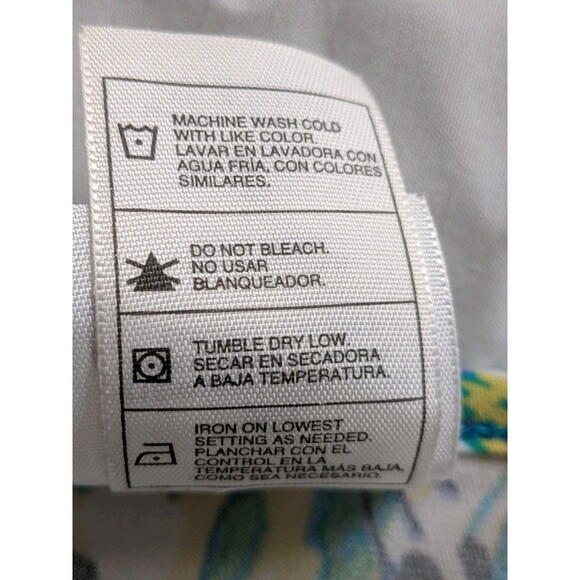 MACHINE WASH COLD
WITH LIKE COLOR.
LAVAR EN LAVADORA CON
AGUA FRÍA, CON COLORES
SIMILARES.
DO NOT BLEACH.
NO USAR
BLANQUEADOR.
TUMBLE DRY LOW.
SECAR EN SECADORA
A BAJA TEMPERATURA.
IRON ON LOWEST
SETTING AS NEEDED.
PLANCHAR CON EL
CONTROL EN LA
TEMPERATURA MÁS BAJA,
COMO SEA NECESARIO.